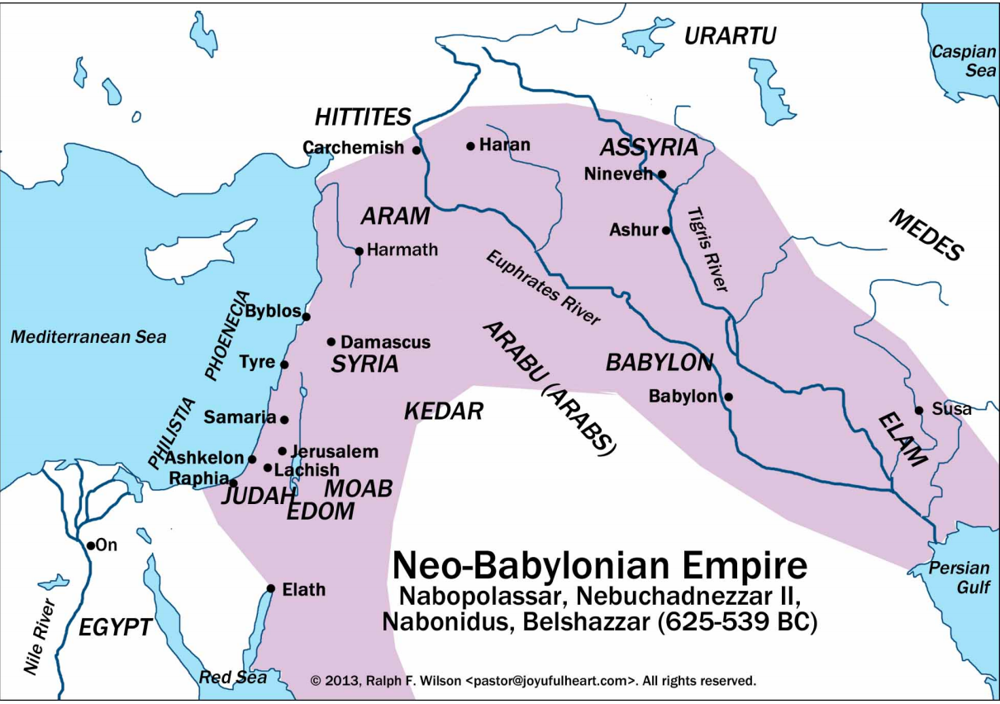 URARTU
Caspian
Sea
HITTITES
Carchemish
Haran
ASSYRIA
Nineveh
ARAM
Ashur
Tigris River
MEDES
Harmath
Euphrates River
PHOENECIA
Byblos
Mediterranean Sea
Damascus
Tyre
SYRIA
ARABU (ARABS)
BABYLON
Babylon
PHILISTIA
Samaria
KEDAR
ELAM
Susa
Ashkelon
Jerusalem
Lachish
Raphia
JUDAH
MOAB
EDOM
On
Neo-Babylonian Empire
Nabopolassar, Nebuchadnezzar II,
Nabonidus, Belshazzar (625-539 BC)
Persian
Gulf
Elath
Nile River
EGYPT
Red Sea
© 2013, Ralph F. Wilson <pastor@joyufulheart.com>. All rights reserved.